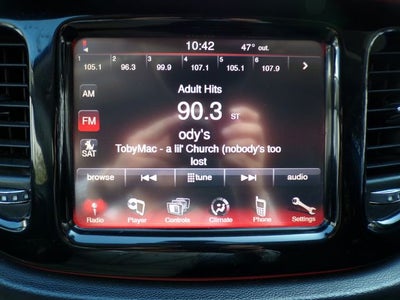 10:42 47° out.
1 2 3 4 5 6
105.1 96.3 99.9 107.1 105.1 107.9
AM
Adult Hits
FM
90.3 ST
SAT
ody's
TobyMac - a lil' Church (nobody's too
lost
browse tune audio
Radio Player Controls Climate Phone Settings